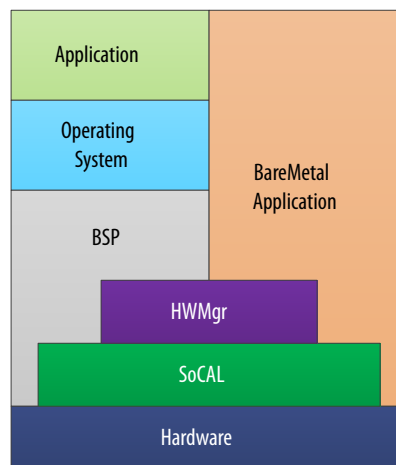 Application
Operating
System
BareMetal
Application
BSP
HWMgr
SoCAL
Hardware